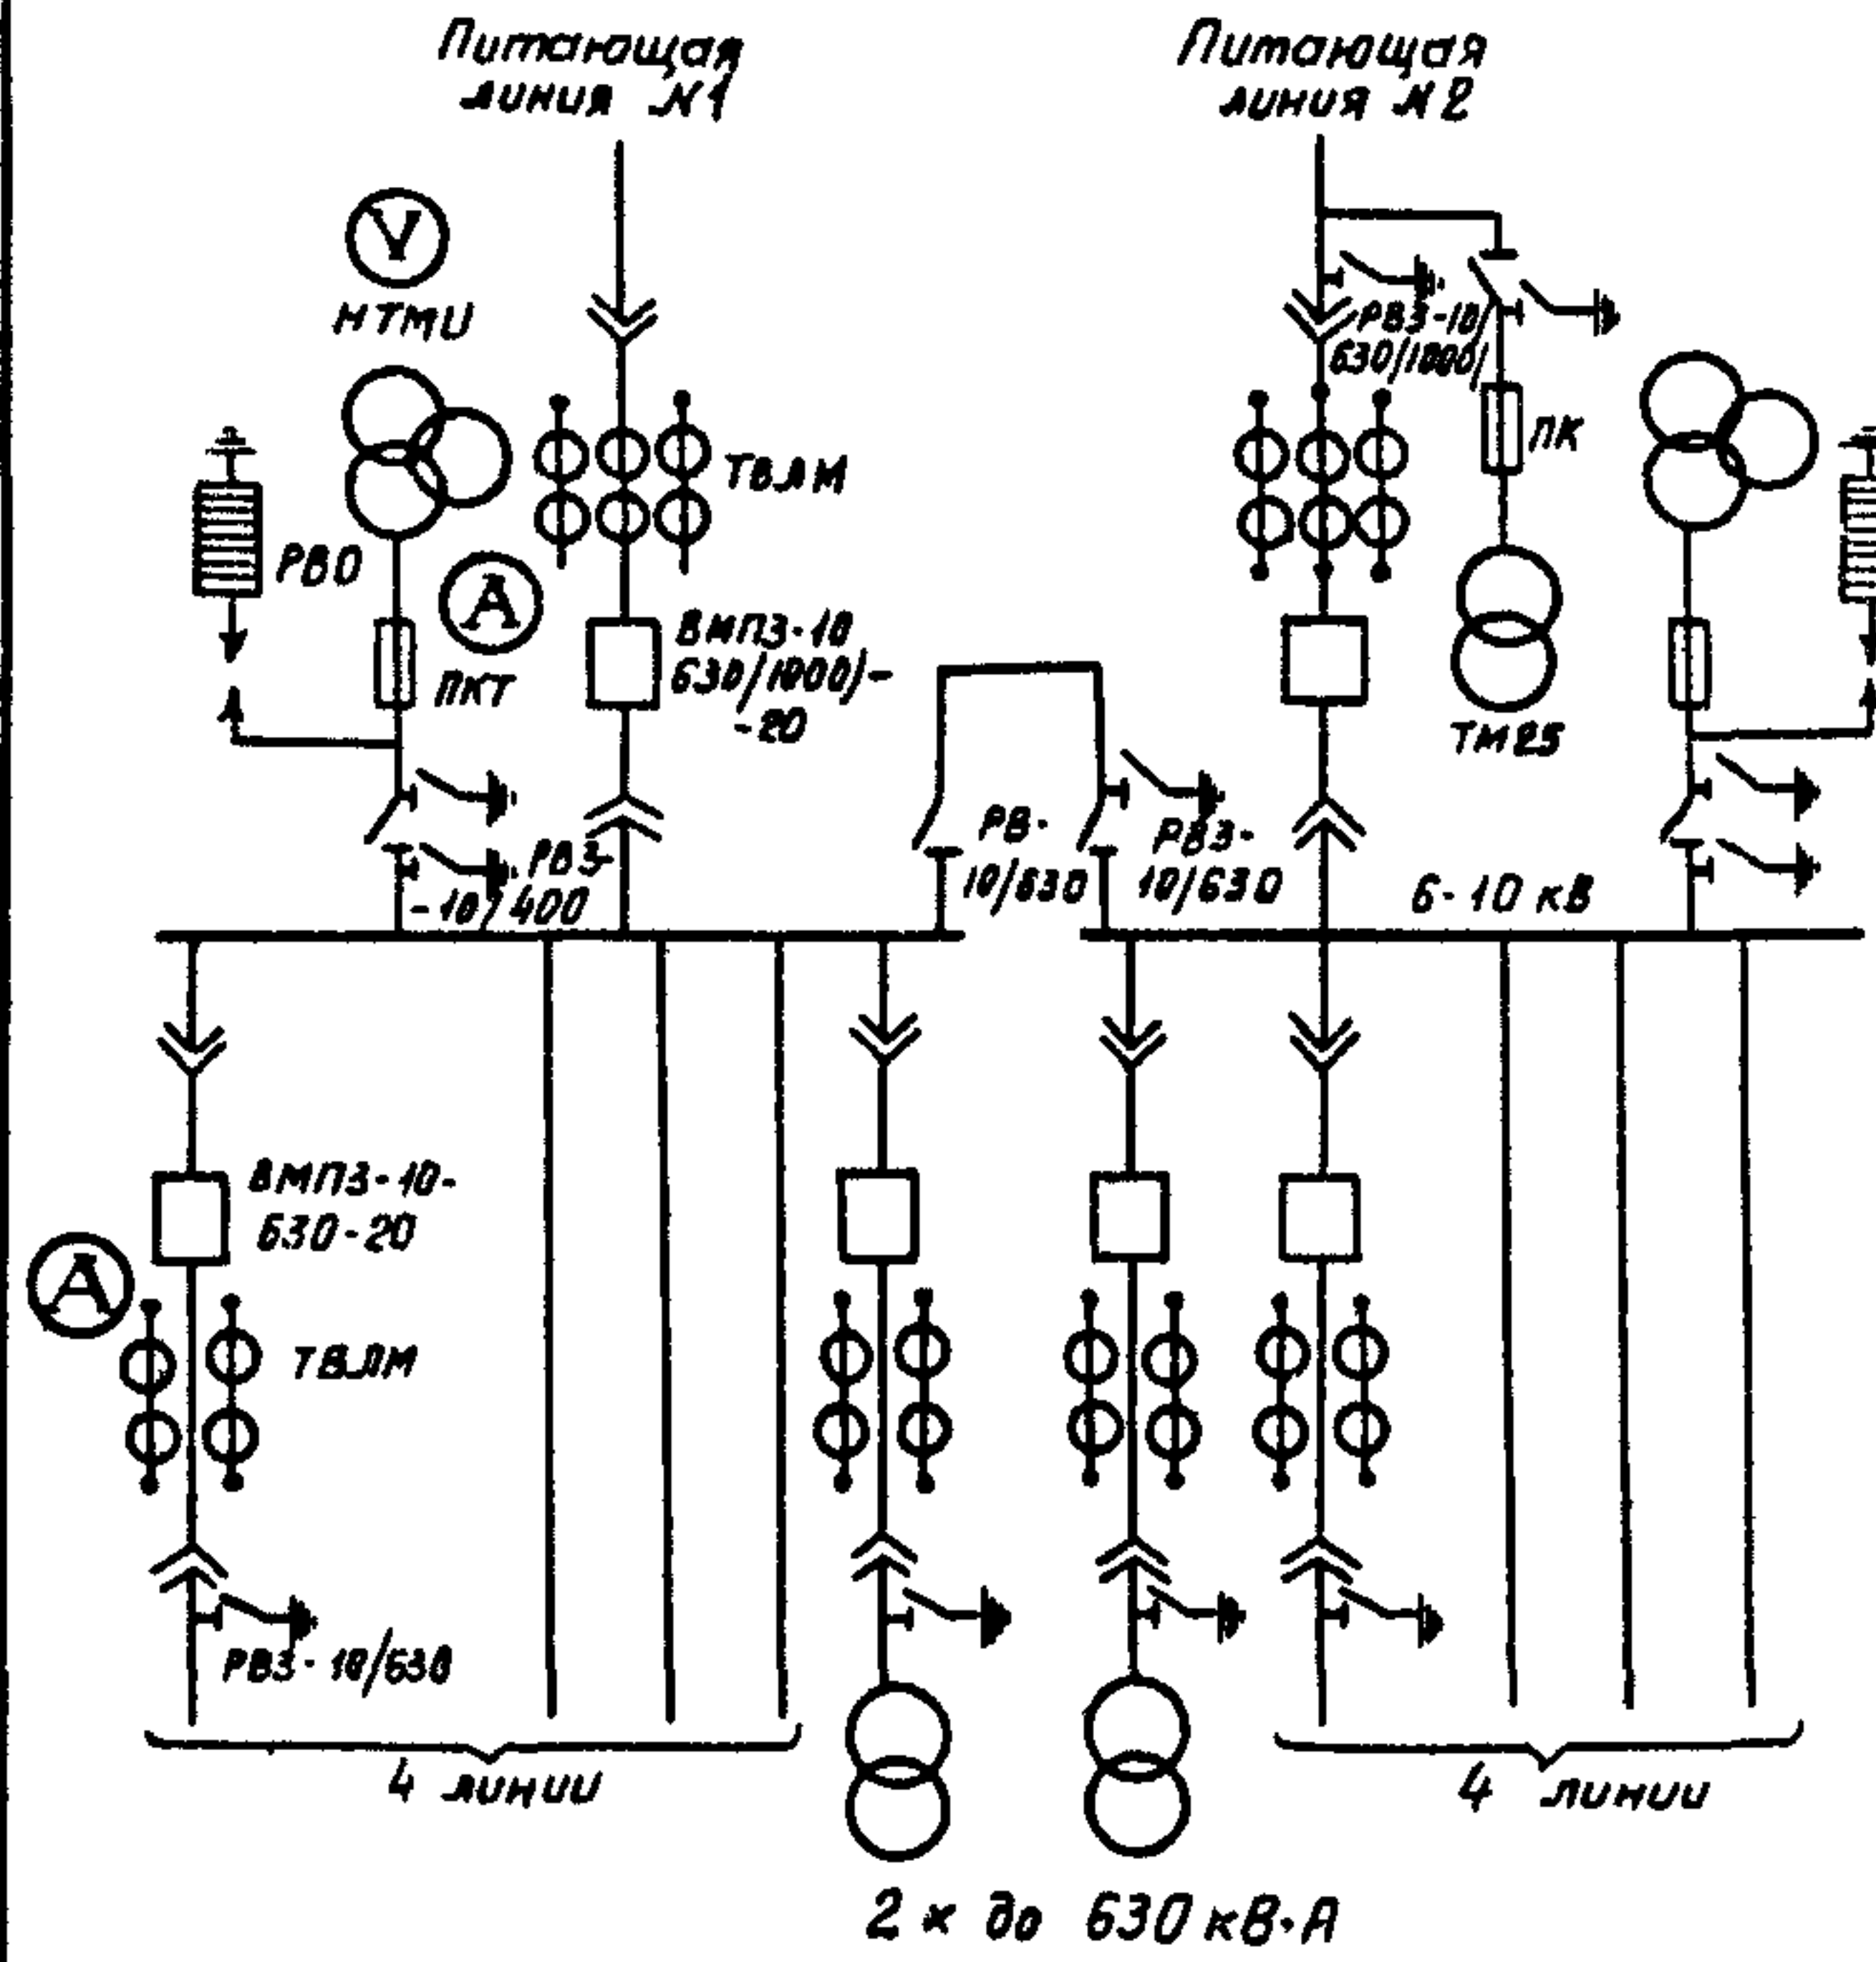 Питающая
линия №1
Питающая
линия №2
Y
НТМИ
РВЗ-10/
630/1000/
ПК
ТВЛМ
РВО
А
ПКТ
ВМПЭ-10
630/1000/-
-20
ТМ25
РВЗ-
-10/400
РВ-
10/630
РВЗ-
10/630
6-10 кВ
ВМПЭ-10-
630-20
А
ТВЛМ
РВЗ-10/630
4 линии
4 линии
2 х до 630 кВ·А